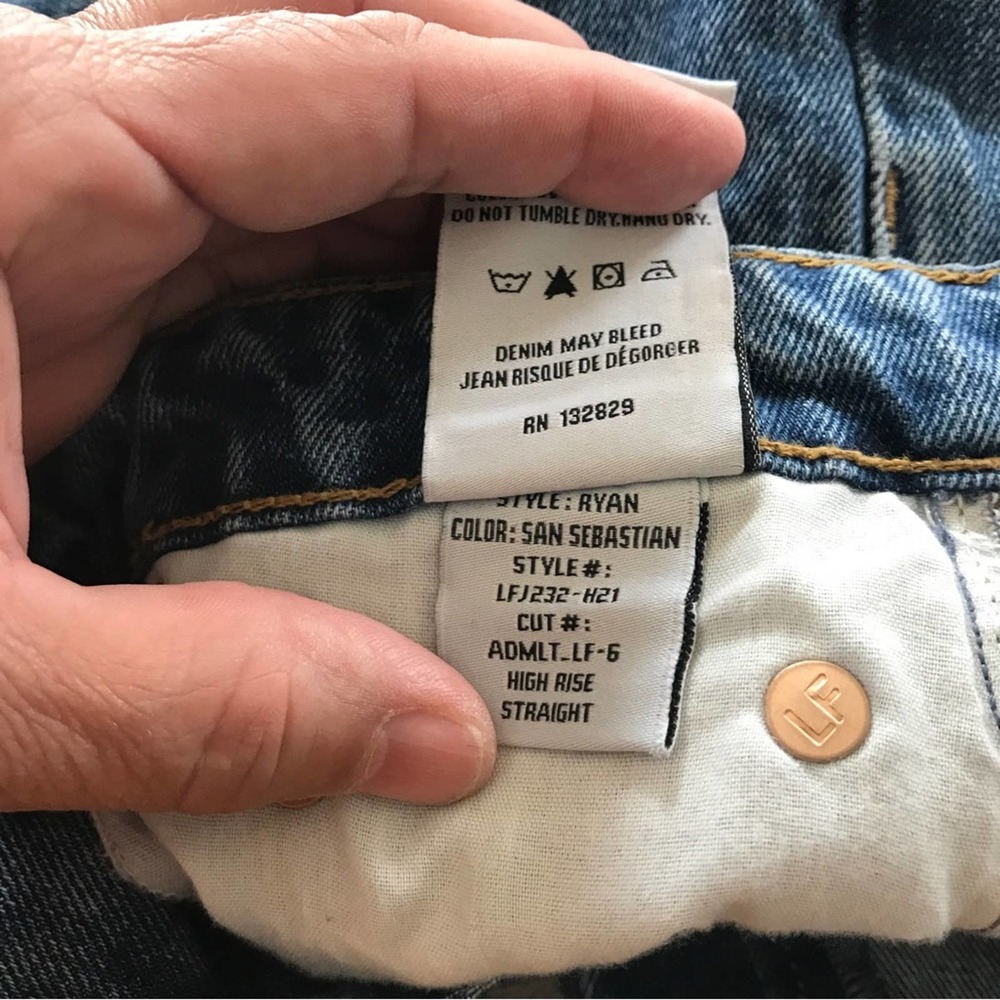 DO NOT TUMBLE DRY.HANG DRY.
DENIM MAY BLEED
JEAN RISQUE DE DÉGORGER
RN 132829
STYLE: RYAN
COLOR: SAN SEBASTIAN
STYLE #:
LFJ232-H21
CUT #:
ADMLT_LF-6
HIGH RISE
STRAIGHT
LF